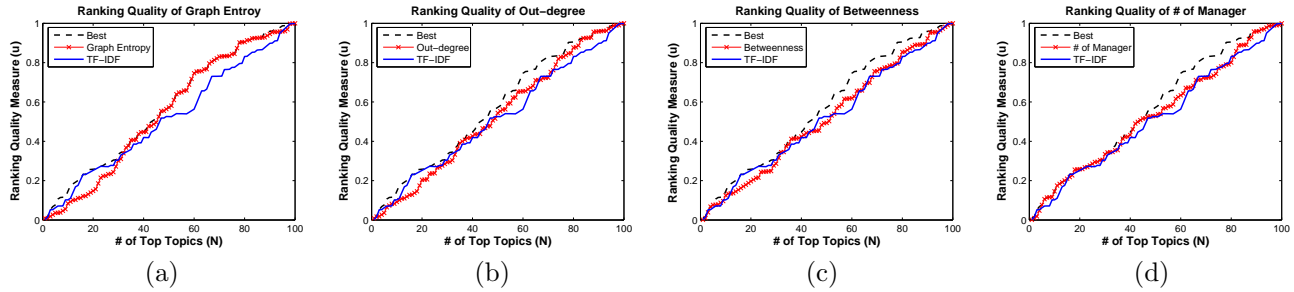 Ranking Quality of Graph Entroy
Ranking Quality Measure (u)
1
0.8
0.6
0.4
0.2
0
Best
Graph Entropy
TF−IDF
0 20 40 60 80 100
# of Top Topics (N)
(a)
Ranking Quality of Out−degree
Ranking Quality Measure (u)
1
0.8
0.6
0.4
0.2
0
Best
Out−degree
TF−IDF
0 20 40 60 80 100
# of Top Topics (N)
(b)
Ranking Quality of Betweenness
Ranking Quality Measure (u)
1
0.8
0.6
0.4
0.2
0
Best
Betweenness
TF−IDF
0 20 40 60 80 100
# of Top Topics (N)
(c)
Ranking Quality of # of Manager
Ranking Quality Measure (u)
1
0.8
0.6
0.4
0.2
0
Best
# of Manager
TF−IDF
0 20 40 60 80 100
# of Top Topics (N)
(d)